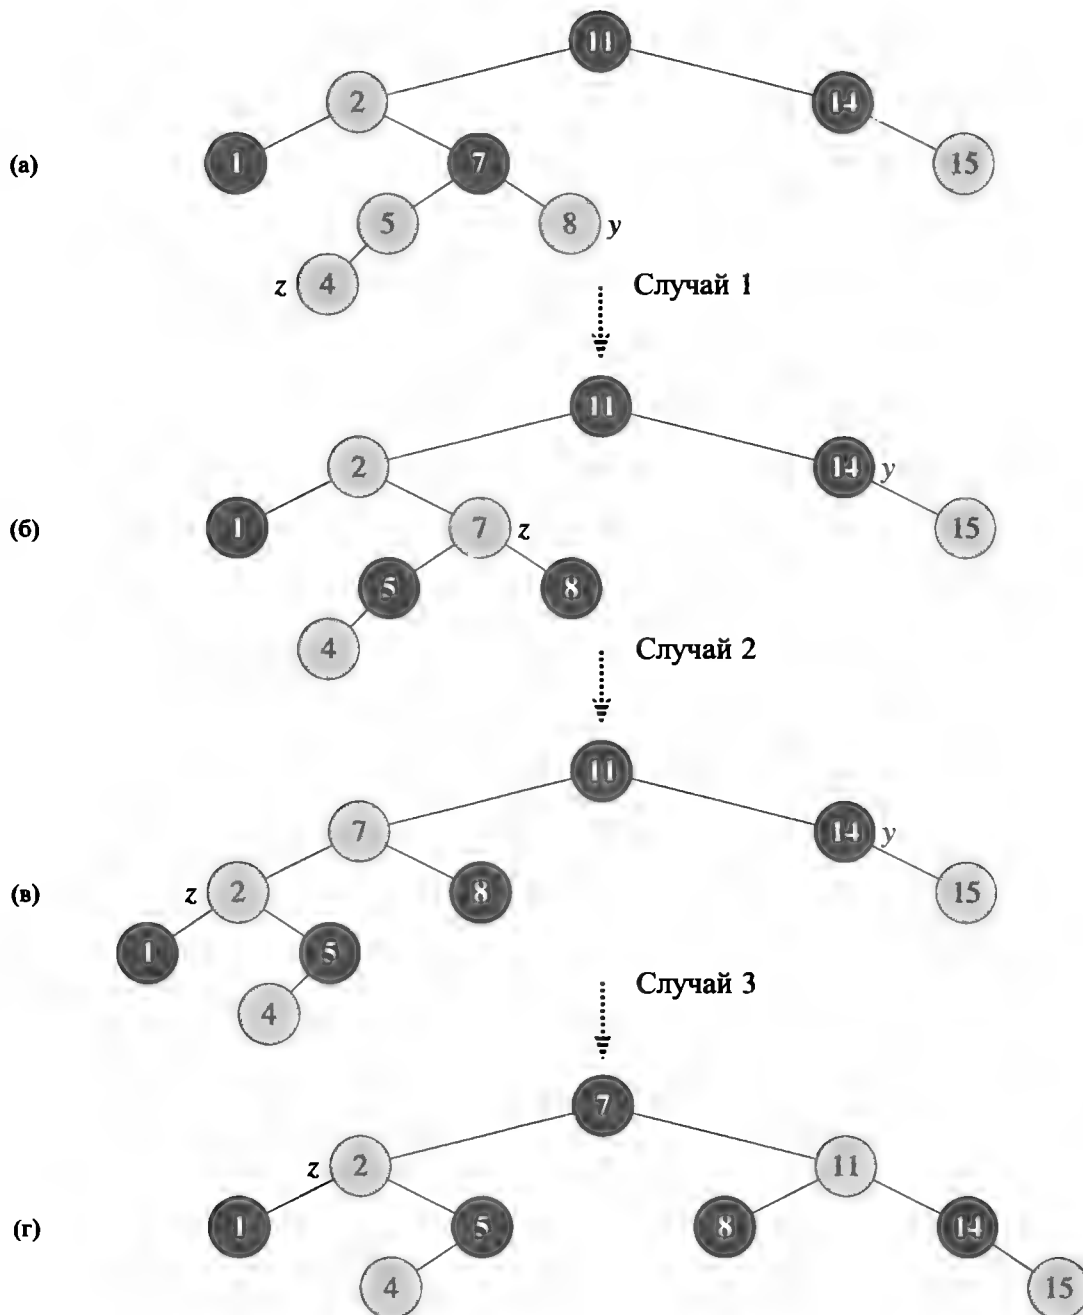 11
2 14
(а) 1 7 15
5 8 y
z 4 Случай 1
11
2 14 y
(б) 1 7 z 15
5 8
4 Случай 2
11
7 14 y
(в) z 2 8 15
1 5
4 Случай 3
7
z 2 11
(г) 1 5 8 14
4 15